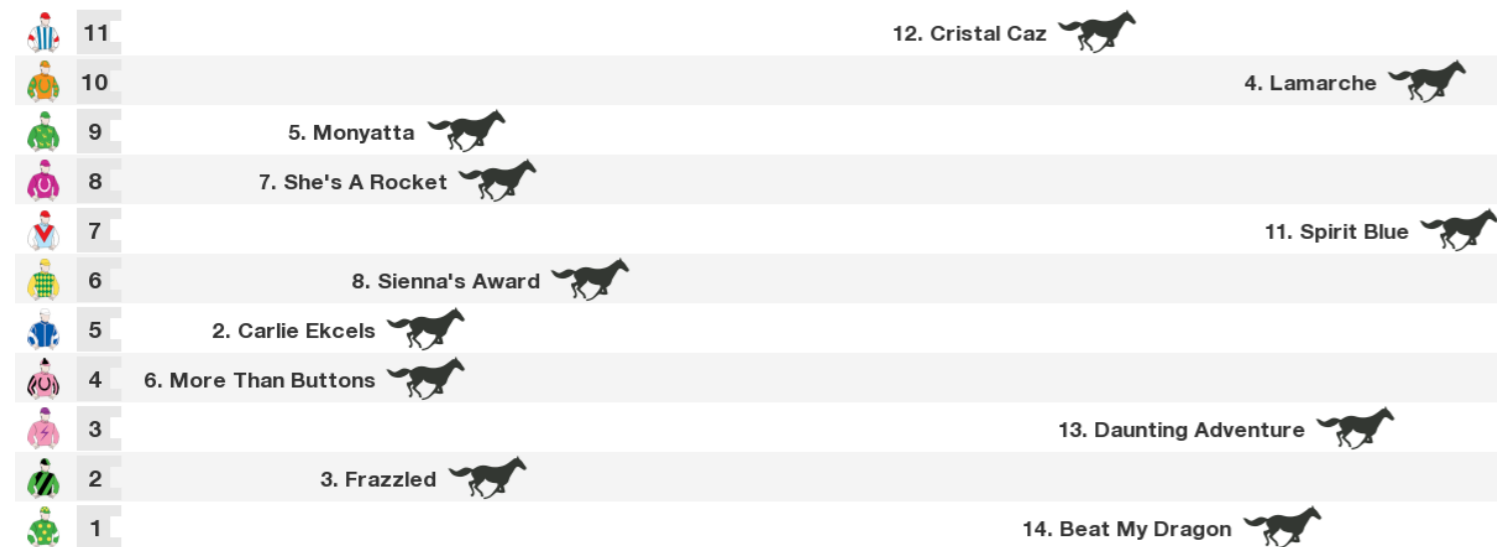 11 12. Cristal Caz
10 4. Lamarche
9 5. Monyatta
8 7. She's A Rocket
7 11. Spirit Blue
6 8. Sienna's Award
5 2. Carlie Ekcels
4 6. More Than Buttons
3 13. Daunting Adventure
2 3. Frazzled
1 14. Beat My Dragon